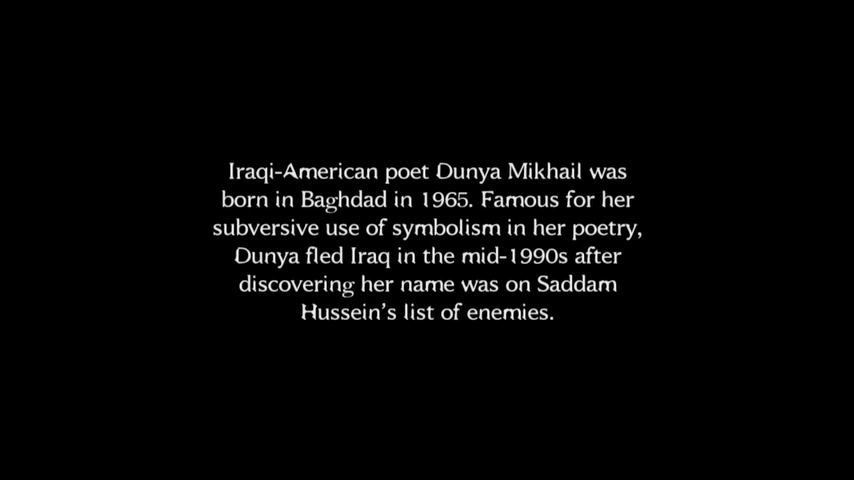 Iraqi-American poet Dunya Mikhail was
born in Baghdad in 1965. Famous for her
subversive use of symbolism in her poetry,
Dunya fled Iraq in the mid-1990s after
discovering her name was on Saddam
Hussein’s list of enemies.